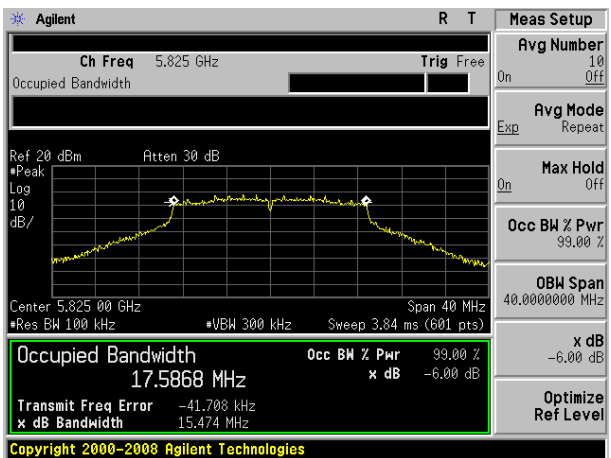 Agilent R T
Meas Setup
Ch Freq 5.825 GHz Trig Free
Occupied Bandwidth
Avg Number
10
On Off
Avg Mode
Exp Repeat
Max Hold
On Off
Occ BW % Pwr
99.00 %
OBW Span
40.0000000 MHz
x dB
-6.00 dB
Optimize
Ref Level
Ref 20 dBm Atten 30 dB
#Peak
Log
10
dB/
Center 5.825 00 GHz Span 40 MHz
#Res BW 100 kHz #VBW 300 kHz Sweep 3.84 ms (601 pts)
Occupied Bandwidth Occ BW % Pwr 99.00 %
17.5868 MHz x dB -6.00 dB
Transmit Freq Error -41.708 kHz
x dB Bandwidth 15.474 MHz
Copyright 2000-2008 Agilent Technologies